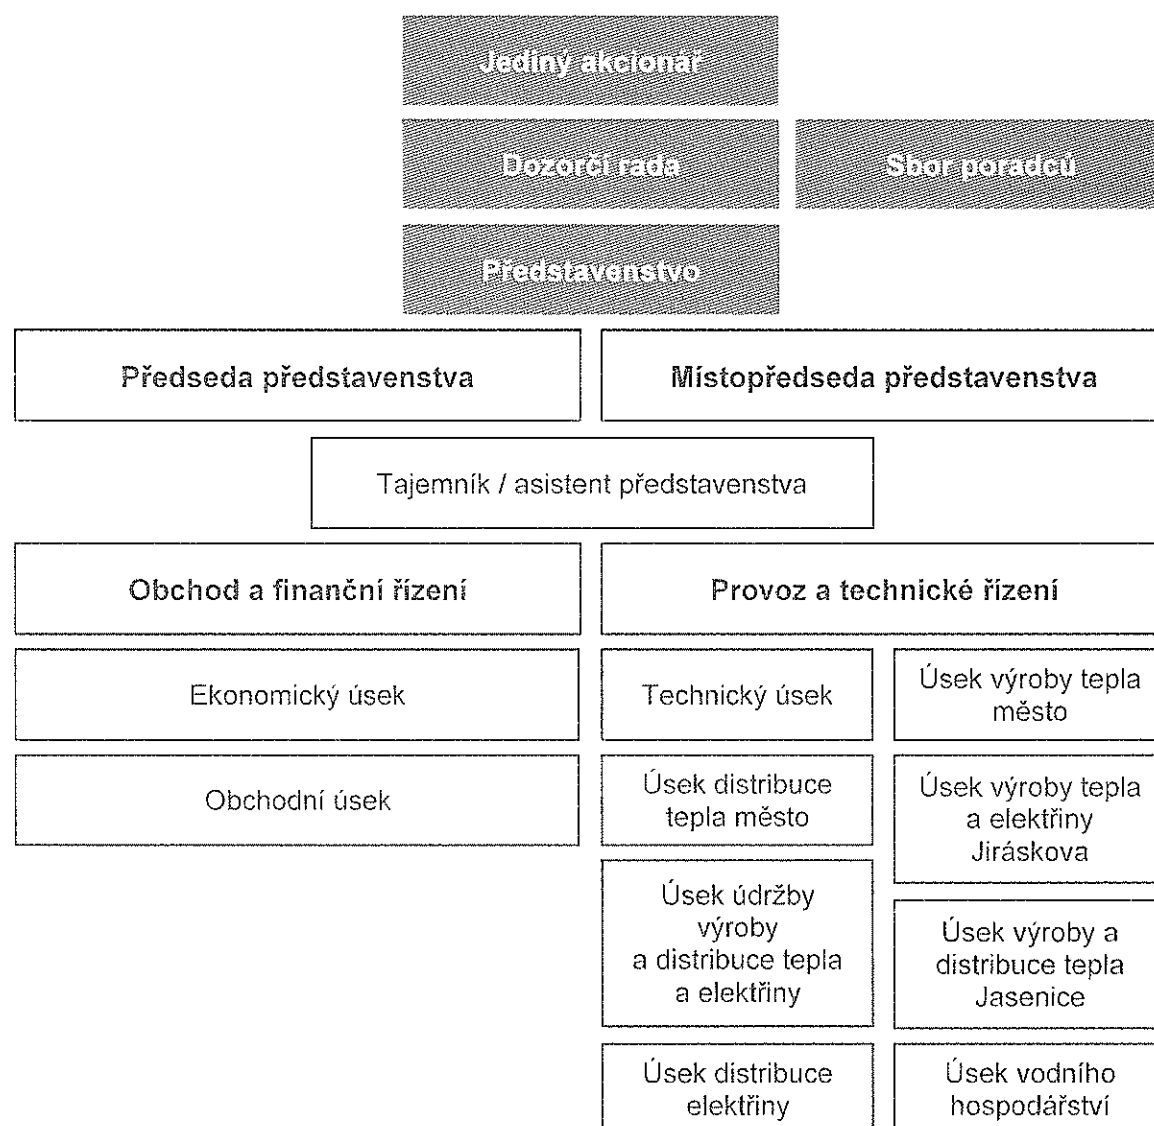 Jediný akcionář
Dozorčí rada
Sbor poradců
Představenstvo
Předseda představenstva
Místopředseda představenstva
Tajemník / asistent představenstva
Obchod a finanční řízení
Provoz a technické řízení
Ekonomický úsek
Technický úsek
Úsek výroby tepla
město
Obchodní úsek
Úsek distribuce
tepla město
Úsek výroby tepla
a elektřiny
Jiráskova
Úsek údržby
výroby
a distribuce tepla
a elektřiny
Úsek výroby a
distribuce tepla
Jasenice
Úsek distribuce
elektřiny
Úsek vodního
hospodářství